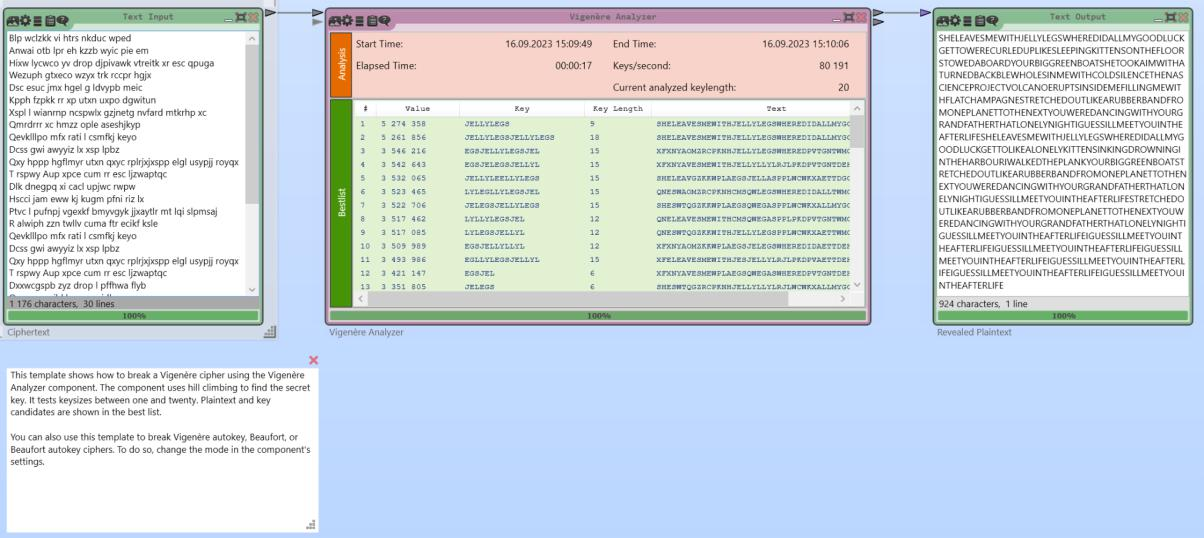 Text Input
Blp wclzkk vi htrs nkduc wped
Anwai otb lpr eh kzzb wyic pie em
Hixw lycwco yv drop djpivawk vtreitk xr esc qpuga
Wezuph gtxeco wzyx trk rccpr hgjx
Dsc esuc jmx hgel g ldvypb meic
Kpph fzpkk rr xp utxn uxpo dgwitun
Xspl l wianrnp ncspwlx gzjnetg nvfard mtkrhp xc
Qmrdrrr xc hmzz ople aseshjkyp
Qevklllpo mfx rati l csmfkj keyo
Dcss gwi awyyiz lx xsp lpbz
Qxy hppp hgflmyr utxn qxyc rplrjxjxspp elgl usypjj royqx
T rspwy Aup xpce cum rr esc ljzwaptqc
Dlk dnegpq xi cacl upjwc rwpw
Hscci jam eww kj kugm pfni riz lx
Ptvc l pufnpj vgexkf bmyvgyk jjxaytlr mt lqi slpmsaj
R alwiph zzn twllv cuma ftr ecikf ksle
Qevklllpo mfx rati l csmfkj keyo
Dcss gwi awyyiz lx xsp lpbz
Qxy hppp hgflmyr utxn qxyc rplrjxjxspp elgl usypjj royqx
T rspwy Aup xpce cum rr esc ljzwaptqc
Dxxwcgspb zyz drop l pffhwa flyb
1 176 characters, 30 lines
100%
Ciphertext
Vigenère Analyzer
Analysis
Start Time: 16.09.2023 15:09:49 End Time: 16.09.2023 15:10:06
Elapsed Time: 00:00:17 Keys/second: 80 191
Current analyzed keylength: 20
Bestlist
# Value Key Key Length Text
1 5 274 358 JELLYLEGS 9 SHELEAVESMEWITHJELLYLEGSWHEREDIDALLMYGO
2 5 261 856 JELLYLEGSJELLYLEGS 18 SHELEAVESMEWITHJELLYLEGSWHEREDIDALLMYGO
3 3 546 216 EGSJELLYLEGSJEL 15 XFXNYAOMZRCPKNHJELLYLEGSWHEREDPVTGNTWMO
4 3 542 643 EGSJELLYLEGSJEL 15 XFXNYAVESMEWITHJELLYLLYRJLPKDPVTGNTDEH
5 3 532 065 JELLYLEELLYLEGS 15 SHELEAVGZKKWPLAEGSJELLASPPLWCWKXAETTDG
6 3 523 465 LYLEGLLYLEGSJEL 15 QNESWAOMZRCPKNHCMSQWLEGSWHEREDIDALLTWMO
7 3 522 706 JELEGSLLYLYLEGS 15 SHESWTQGZRCPKNHJELLSQWEGASPPLWCWKXALLMYGO
8 3 517 462 LYLLYLEGSJEL 12 QNELEAVESMEWITHCMSQWEGASPPLPKDPVTGNTWMO
9 3 517 085 LYLLYLEGSJEL 12 QNESWTQGZKKWPITHJELLYLEGSPPLWCWKXAETTWMO
10 3 509 989 EGSJELLYLLYL 12 XFXNYAOMZKKWPLAEGSJELLYLEGSWHEREDIDAETTDEH
11 3 493 986 EGSLLYLYLLYLEGS 15 XFELEAVESMEWITHJESJELLYLRJLPKDPVTGNTDEH
12 3 421 147 EGSJEL 6 XFXNYAVESMEWPLAEGSQWEGASWHEREDPVTGNTDEH
13 3 351 805 JELEGS 6 SHESWTQGZRCPKNHJELLYLLYLRJLWCWKXALLMYGO
100%
Vigenère Analyzer
Text Output
SHELEAVESMEWITHJELLYLEGSWHEREDIDALLMYGOODLUCK
GETTOWERECURLEDUPLIKESLEEPINGKITTENSONTHEFLOOR
STOWEDABOARDYOURBIGGREENBOATSHETOOKAIMWITHA
TURNEDBACKBLEWHOLESINMEWITHCOLDSILENCETHENAS
CIENCEPROJECTVOLCANOERUPTSINSIDEMEFILLINGMEWIT
HFLATCHAMPAGNESTRETCHEDOUTLIKEARUBBERBANDFRO
MONEPLANETTOTHENEXTYOUWEREDANCINGWITHYOURG
RANDFATHERTHATLONELYNIGHTIGUESSILLMEETYOUINTHE
AFTERLIFESHELEAVESMEWITHJELLYLEGSWHEREDIDALLMYG
OODLUCKGETTOLIKEALONELYKITTENSINKINGDROWNINGI
NTHEHARBOURIWALKEDTHEPLANKYOURBIGGREENBOATST
RETCHEDOUTLIKEARUBBERBANDFROMONEPLANETTOTHEN
EXTYOUWEREDANCINGWITHYOURGRANDFATHERTHATLON
ELYNIGHTIGUESSILLMEETYOUINTHEAFTERLIFESTRETCHEDO
UTLIKEARUBBERBANDFROMONEPLANETTOTHENEXTYOUW
EREDANCINGWITHYOURGRANDFATHERTHATLONELYNIGHTI
GUESSILLMEETYOUINTHEAFTERLIFEIGUESSILLMEETYOUINT
HEAFTERLIFEIGUESSILLMEETYOUINTHEAFTERLIFEIGUESSILL
MEETYOUINTHEAFTERLIFEIGUESSILLMEETYOUINTHEAFTERL
IFEIGUESSILLMEETYOUINTHEAFTERLIFEIGUESSILLMEETYOUI
NTHEAFTERLIFE
924 characters, 1 line
100%
Revealed Plaintext
This template shows how to break a Vigenère cipher using the Vigenère
Analyzer component. The component uses hill climbing to find the secret
key. It tests keysizes between one and twenty. Plaintext and key
candidates are shown in the best list.
You can also use this template to break Vigenère autokey, Beaufort, or
Beaufort autokey ciphers. To do so, change the mode in the component's
settings.